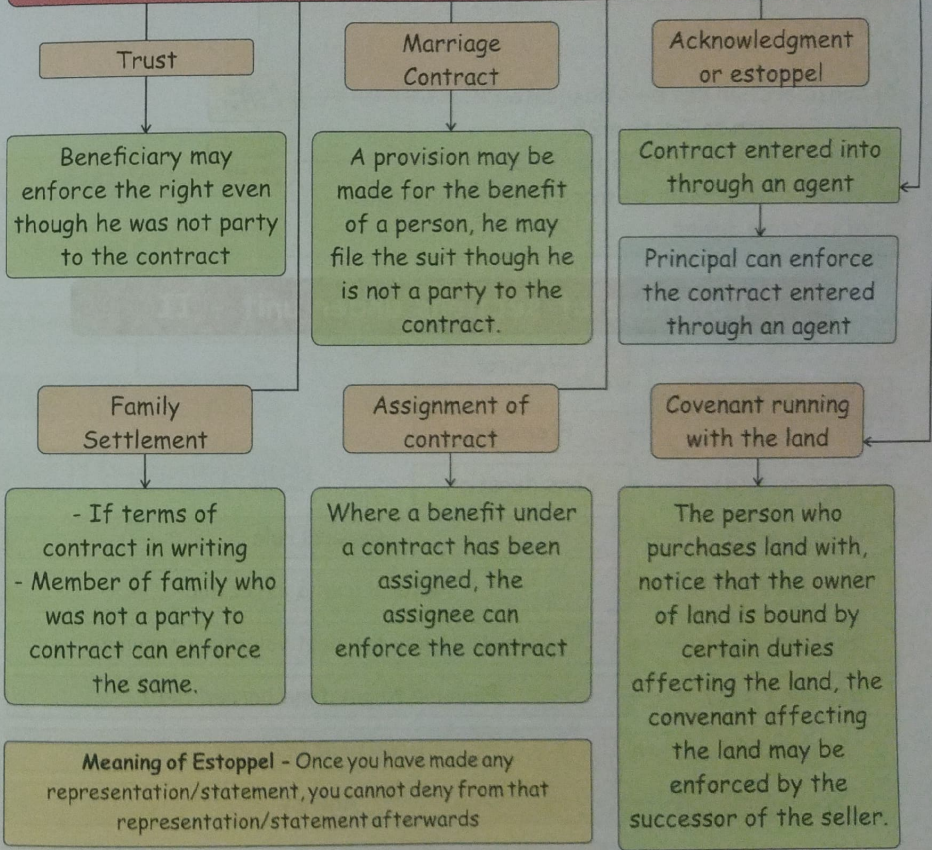 Trust
Beneficiary may
enforce the right even
though he was not party
to the contract
Marriage
Contract
A provision may be
made for the benefit
of a person, he may
file the suit though he
is not a party to the
contract.
Acknowledgment
or estoppel
Contract entered into
through an agent
Principal can enforce
the contract entered
through an agent
Family
Settlement
- If terms of
contract in writing
- Member of family who
was not a party to
contract can enforce
the same.
Assignment of
contract
Where a benefit under
a contract has been
assigned, the
assignee can
enforce the contract
Covenant running
with the land
The person who
purchases land with,
notice that the owner
of land is bound by
certain duties
affecting the land, the
convenant affecting
the land may be
enforced by the
successor of the seller.
Meaning of Estoppel - Once you have made any
representation/statement, you cannot deny from that
representation/statement afterwards